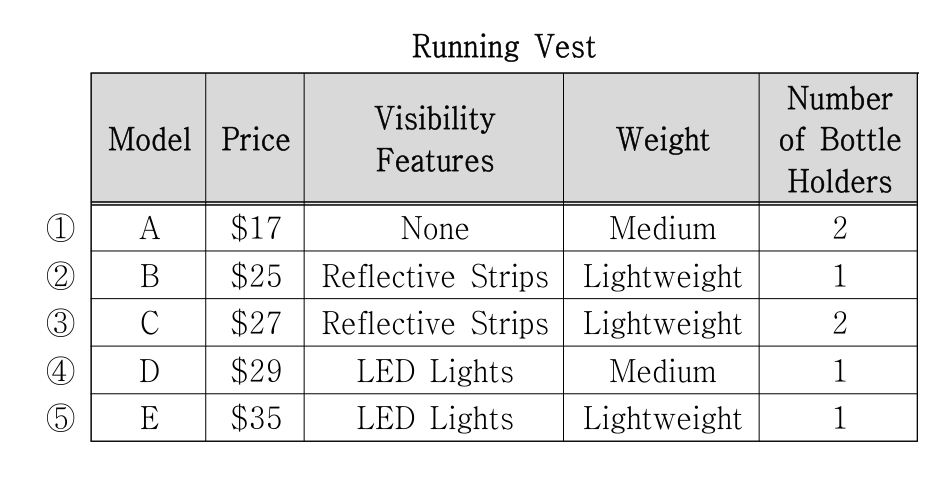 Running Vest
Model Price Visibility Features Weight Number of Bottle Holders
① A $17 None Medium 2
② B $25 Reflective Strips Lightweight 1
③ C $27 Reflective Strips Lightweight 2
④ D $29 LED Lights Medium 1
⑤ E $35 LED Lights Lightweight 1